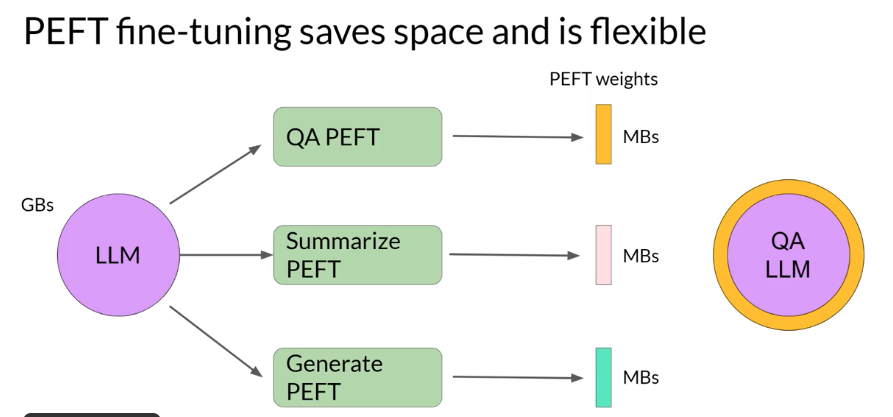 PEFT fine-tuning saves space and is flexible
PEFT weights
QA PEFT
MBs
GBs
LLM
Summarize
PEFT
MBs
QA
LLM
Generate
PEFT
MBs